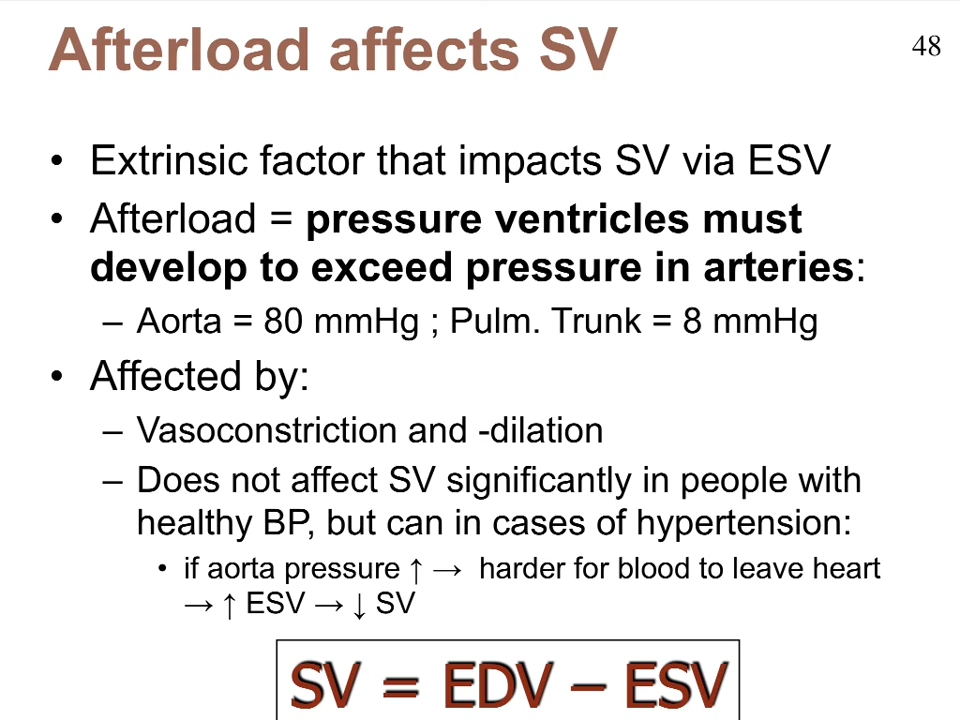 Afterload affects SV
48
• Extrinsic factor that impacts SV via ESV
• Afterload = pressure ventricles must
develop to exceed pressure in arteries:
– Aorta = 80 mmHg ; Pulm. Trunk = 8 mmHg
• Affected by:
– Vasoconstriction and -dilation
– Does not affect SV significantly in people with
healthy BP, but can in cases of hypertension:
• if aorta pressure ↑ → harder for blood to leave heart
→ ↑ ESV → ↓ SV
SV = EDV – ESV